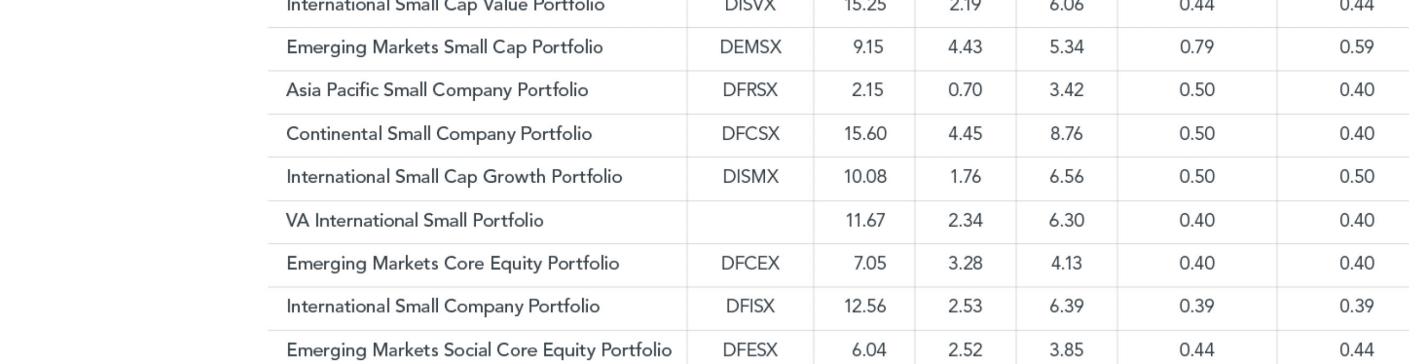 International Small Cap Value Portfolio DISVX 15.25 2.19 6.06 0.44 0.44
Emerging Markets Small Cap Portfolio DEMSX 9.15 4.43 5.34 0.79 0.59
Asia Pacific Small Company Portfolio DFRSX 2.15 0.70 3.42 0.50 0.40
Continental Small Company Portfolio DFCSX 15.60 4.45 8.76 0.50 0.40
International Small Cap Growth Portfolio DISMX 10.08 1.76 6.56 0.50 0.50
VA International Small Portfolio 11.67 2.34 6.30 0.40 0.40
Emerging Markets Core Equity Portfolio DFCEX 7.05 3.28 4.13 0.40 0.40
International Small Company Portfolio DFISX 12.56 2.53 6.39 0.39 0.39
Emerging Markets Social Core Equity Portfolio DFESX 6.04 2.52 3.85 0.44 0.44